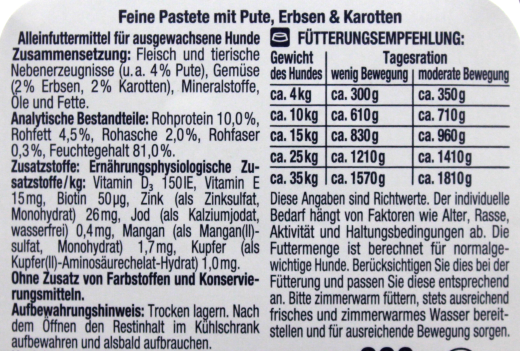 Feine Pastete mit Pute, Erbsen & Karotten
Alleinfuttermittel für ausgewachsene Hunde
Zusammensetzung: Fleisch und tierische
Nebenerzeugnisse (u.a. 4% Pute), Gemüse
(2% Erbsen, 2% Karotten), Mineralstoffe,
Öle und Fette.
Analytische Bestandteile: Rohprotein 10,0%,
Rohfett 4,5%, Rohasche 2,0%, Rohfaser
0,3%, Feuchtegehalt 81,0%.
Zusatzstoffe: Ernährungsphysiologische Zu-
satzstoffe/kg: Vitamin D₃ 150IE, Vitamin E
15mg, Biotin 50µg, Zink (als Zinksulfat,
Monohydrat) 26mg, Jod (als Kalziumjodat,
wasserfrei) 0,4mg, Mangan (als Mangan(II)-
sulfat, Monohydrat) 1,7mg, Kupfer (als
Kupfer(II)-Aminosäurechelat-Hydrat) 1,0mg.
Ohne Zusatz von Farbstoffen und Konservie-
rungsmitteln.
Aufbewahrungshinweis: Trocken lagern. Nach
dem Öffnen den Restinhalt im Kühlschrank
aufbewahren und alsbald aufbrauchen.
FÜTTERUNGSEMPFEHLUNG:
Gewicht Tagesration
des Hundes wenig Bewegung moderate Bewegung
ca. 4kg ca. 300g ca. 350g
ca. 10kg ca. 610g ca. 710g
ca. 15kg ca. 830g ca. 960g
ca. 25kg ca. 1210g ca. 1410g
ca. 35kg ca. 1570g ca. 1810g
Diese Angaben sind Richtwerte. Der individuelle
Bedarf hängt von Faktoren wie Alter, Rasse,
Aktivität und Haltungsbedingungen ab. Die
Futtermenge ist berechnet für normalge-
wichtige Hunde. Berücksichtigen Sie dies bei der
Fütterung und passen Sie diese entsprechend
an. Bitte zimmerwarm füttern, stets ausreichend
frisches und zimmerwarmes Wasser bereit-
stellen und für ausreichende Bewegung sorgen.